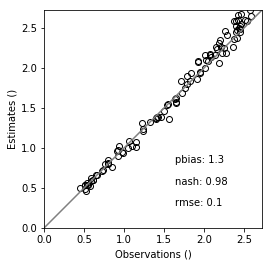 2.5
2.0
1.5
1.0
0.5
0.0
Estimates ()
pbias: 1.3
nash: 0.98
rmse: 0.1
0.0 0.5 1.0 1.5 2.0 2.5
Observations ()